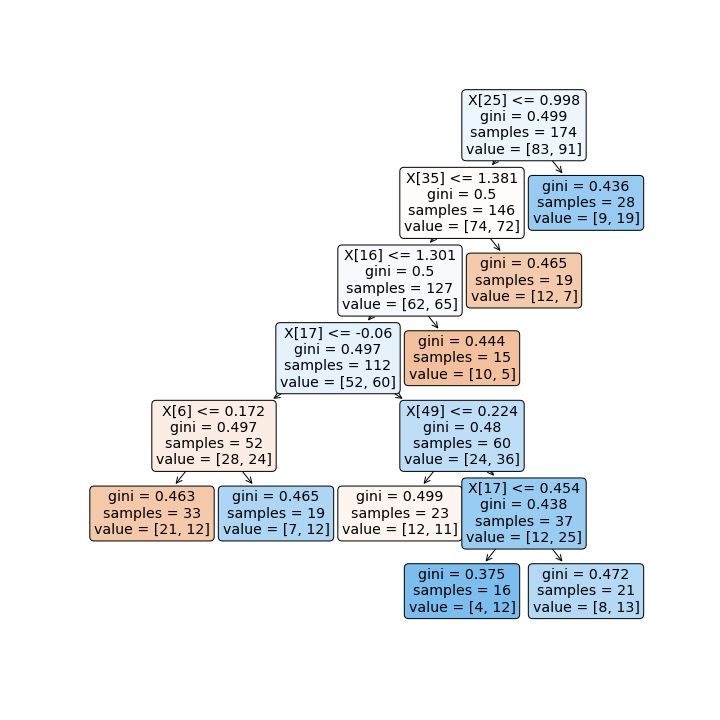 X[25] <= 0.998
gini = 0.499
samples = 174
value = [83, 91]
X[35] <= 1.381
gini = 0.5
samples = 146
value = [74, 72]
gini = 0.436
samples = 28
value = [9, 19]
X[16] <= 1.301
gini = 0.5
samples = 127
value = [62, 65]
gini = 0.465
samples = 19
value = [12, 7]
X[17] <= -0.06
gini = 0.497
samples = 112
value = [52, 60]
gini = 0.444
samples = 15
value = [10, 5]
X[6] <= 0.172
gini = 0.497
samples = 52
value = [28, 24]
X[49] <= 0.224
gini = 0.48
samples = 60
value = [24, 36]
gini = 0.463
samples = 33
value = [21, 12]
gini = 0.465
samples = 19
value = [7, 12]
gini = 0.499
samples = 23
value = [12, 11]
X[17] <= 0.454
gini = 0.438
samples = 37
value = [12, 25]
gini = 0.375
samples = 16
value = [4, 12]
gini = 0.472
samples = 21
value = [8, 13]